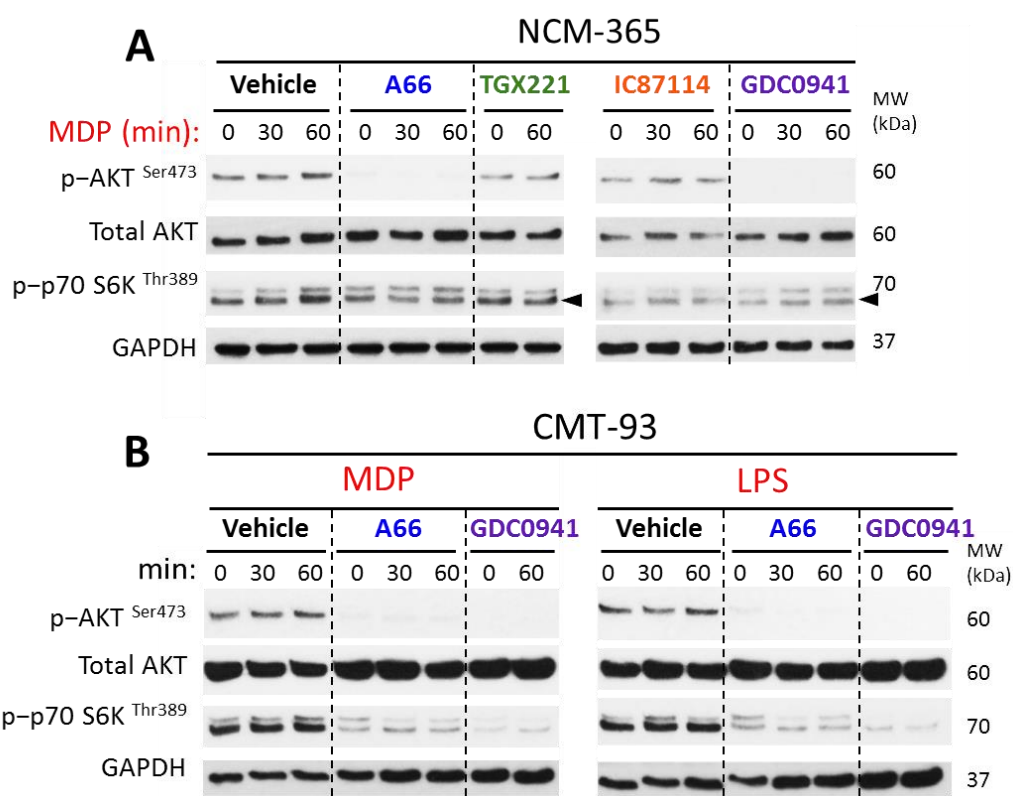 A
NCM-365
Vehicle A66 TGX221 IC87114 GDC0941
MW
(kDa)
MDP (min): 0 30 60 0 30 60 0 60 0 30 60 0 30 60
p−AKT Ser473 60
Total AKT 60
p−p70 S6K Thr389 70
GAPDH 37
B
CMT-93
MDP LPS
Vehicle A66 GDC0941 Vehicle A66 GDC0941
MW
(kDa)
min: 0 30 60 0 30 60 0 60 0 30 60 0 30 60 0 60
p−AKT Ser473 60
Total AKT 60
p−p70 S6K Thr389 70
GAPDH 37